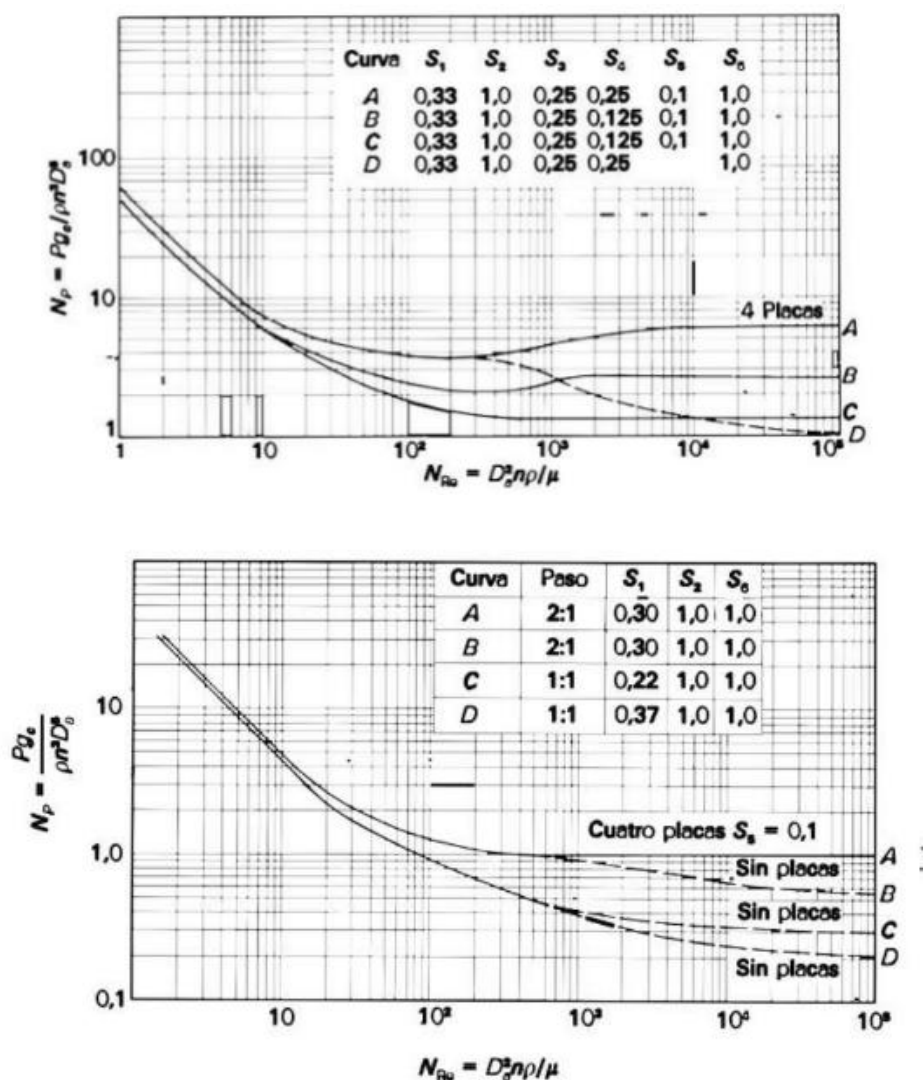 Curva S₁ S₂ S₃ S₄ S₅ S₆
A 0,33 1,0 0,25 0,25 0,1 1,0
B 0,33 1,0 0,25 0,125 0,1 1,0
C 0,33 1,0 0,25 0,125 0,1 1,0
D 0,33 1,0 0,25 0,25 1,0
Nₚ = Pg_c/ρn³Dₐ⁵
100
10
1
4 Placas
A
B
C
D
1 10 10² 10³ 10⁴ 10⁵
N_Re = Dₐ²nρ/μ
Curva Paso S₁ S₂ S₆
A 2:1 0,30 1,0 1,0
B 2:1 0,30 1,0 1,0
C 1:1 0,22 1,0 1,0
D 1:1 0,37 1,0 1,0
Nₚ = Pg_c/ρn³Dₐ⁵
10
1,0
0,1
Cuatro placas S₅ = 0,1
A
Sin placas
B
Sin placas
C
D
Sin placas
10 10² 10³ 10⁴ 10⁵
N_Re = Dₐ²nρ/μ